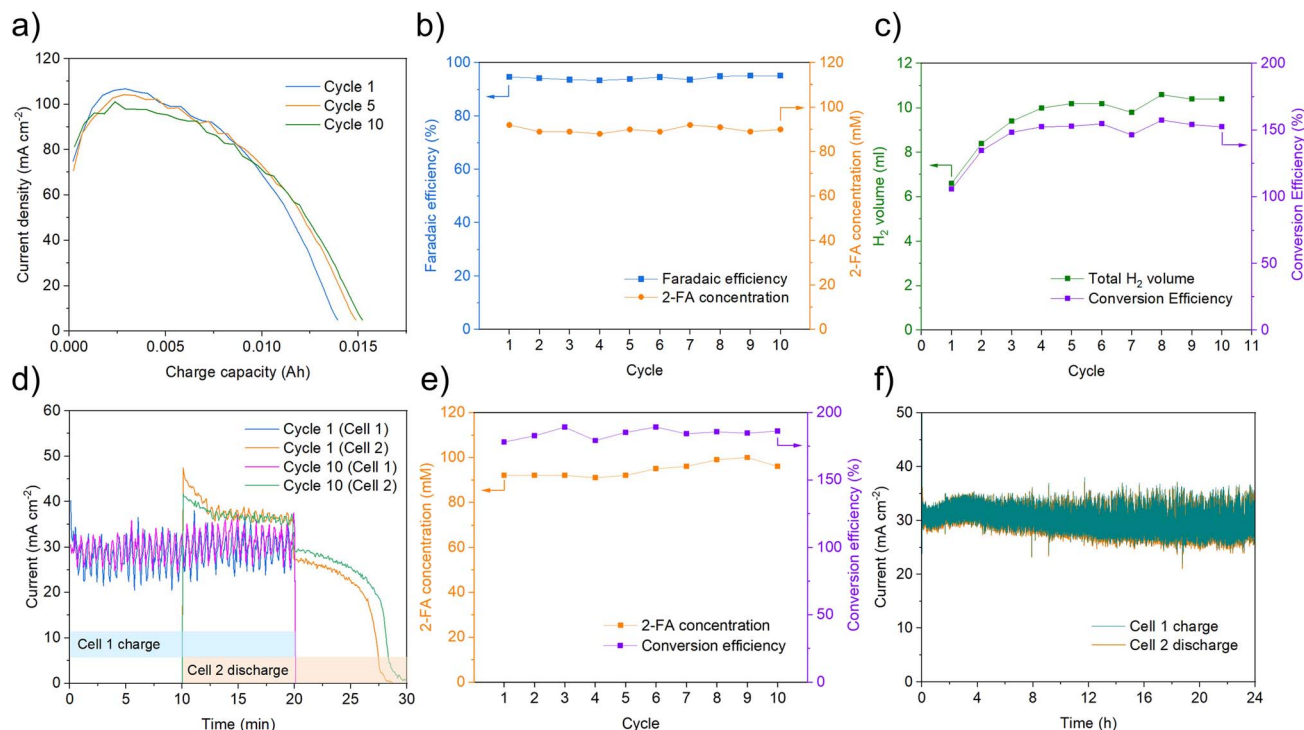 a)
120
100
80
60
40
20
0
Current density (mA cm⁻²)
0.000
0.005
0.010
0.015
Charge capacity (Ah)
Cycle 1
Cycle 5
Cycle 10
b)
100
80
60
40
20
0
Faradaic efficiency (%)
120
100
80
60
40
20
0
2-FA concentration (mM)
1 2 3 4 5 6 7 8 9 10
Cycle
Faradaic efficiency
2-FA concentration
c)
12
10
8
6
4
2
0
H₂ volume (ml)
200
150
100
50
0
Conversion Efficiency (%)
0 1 2 3 4 5 6 7 8 9 10 11
Cycle
Total H₂ volume
Conversion Efficiency
d)
60
50
40
30
20
10
0
Current (mA cm⁻²)
0
10
20
30
Time (min)
Cycle 1 (Cell 1)
Cycle 1 (Cell 2)
Cycle 10 (Cell 1)
Cycle 10 (Cell 2)
Cell 1 charge
Cell 2 discharge
e)
120
100
80
60
40
20
0
2-FA concentration (mM)
200
150
100
50
0
Conversion efficiency (%)
1 2 3 4 5 6 7 8 9 10
Cycle
2-FA concentration
Conversion efficiency
f)
50
40
30
20
10
0
Current (mA cm⁻²)
0 4 8 12 16 20 24
Time (h)
Cell 1 charge
Cell 2 discharge